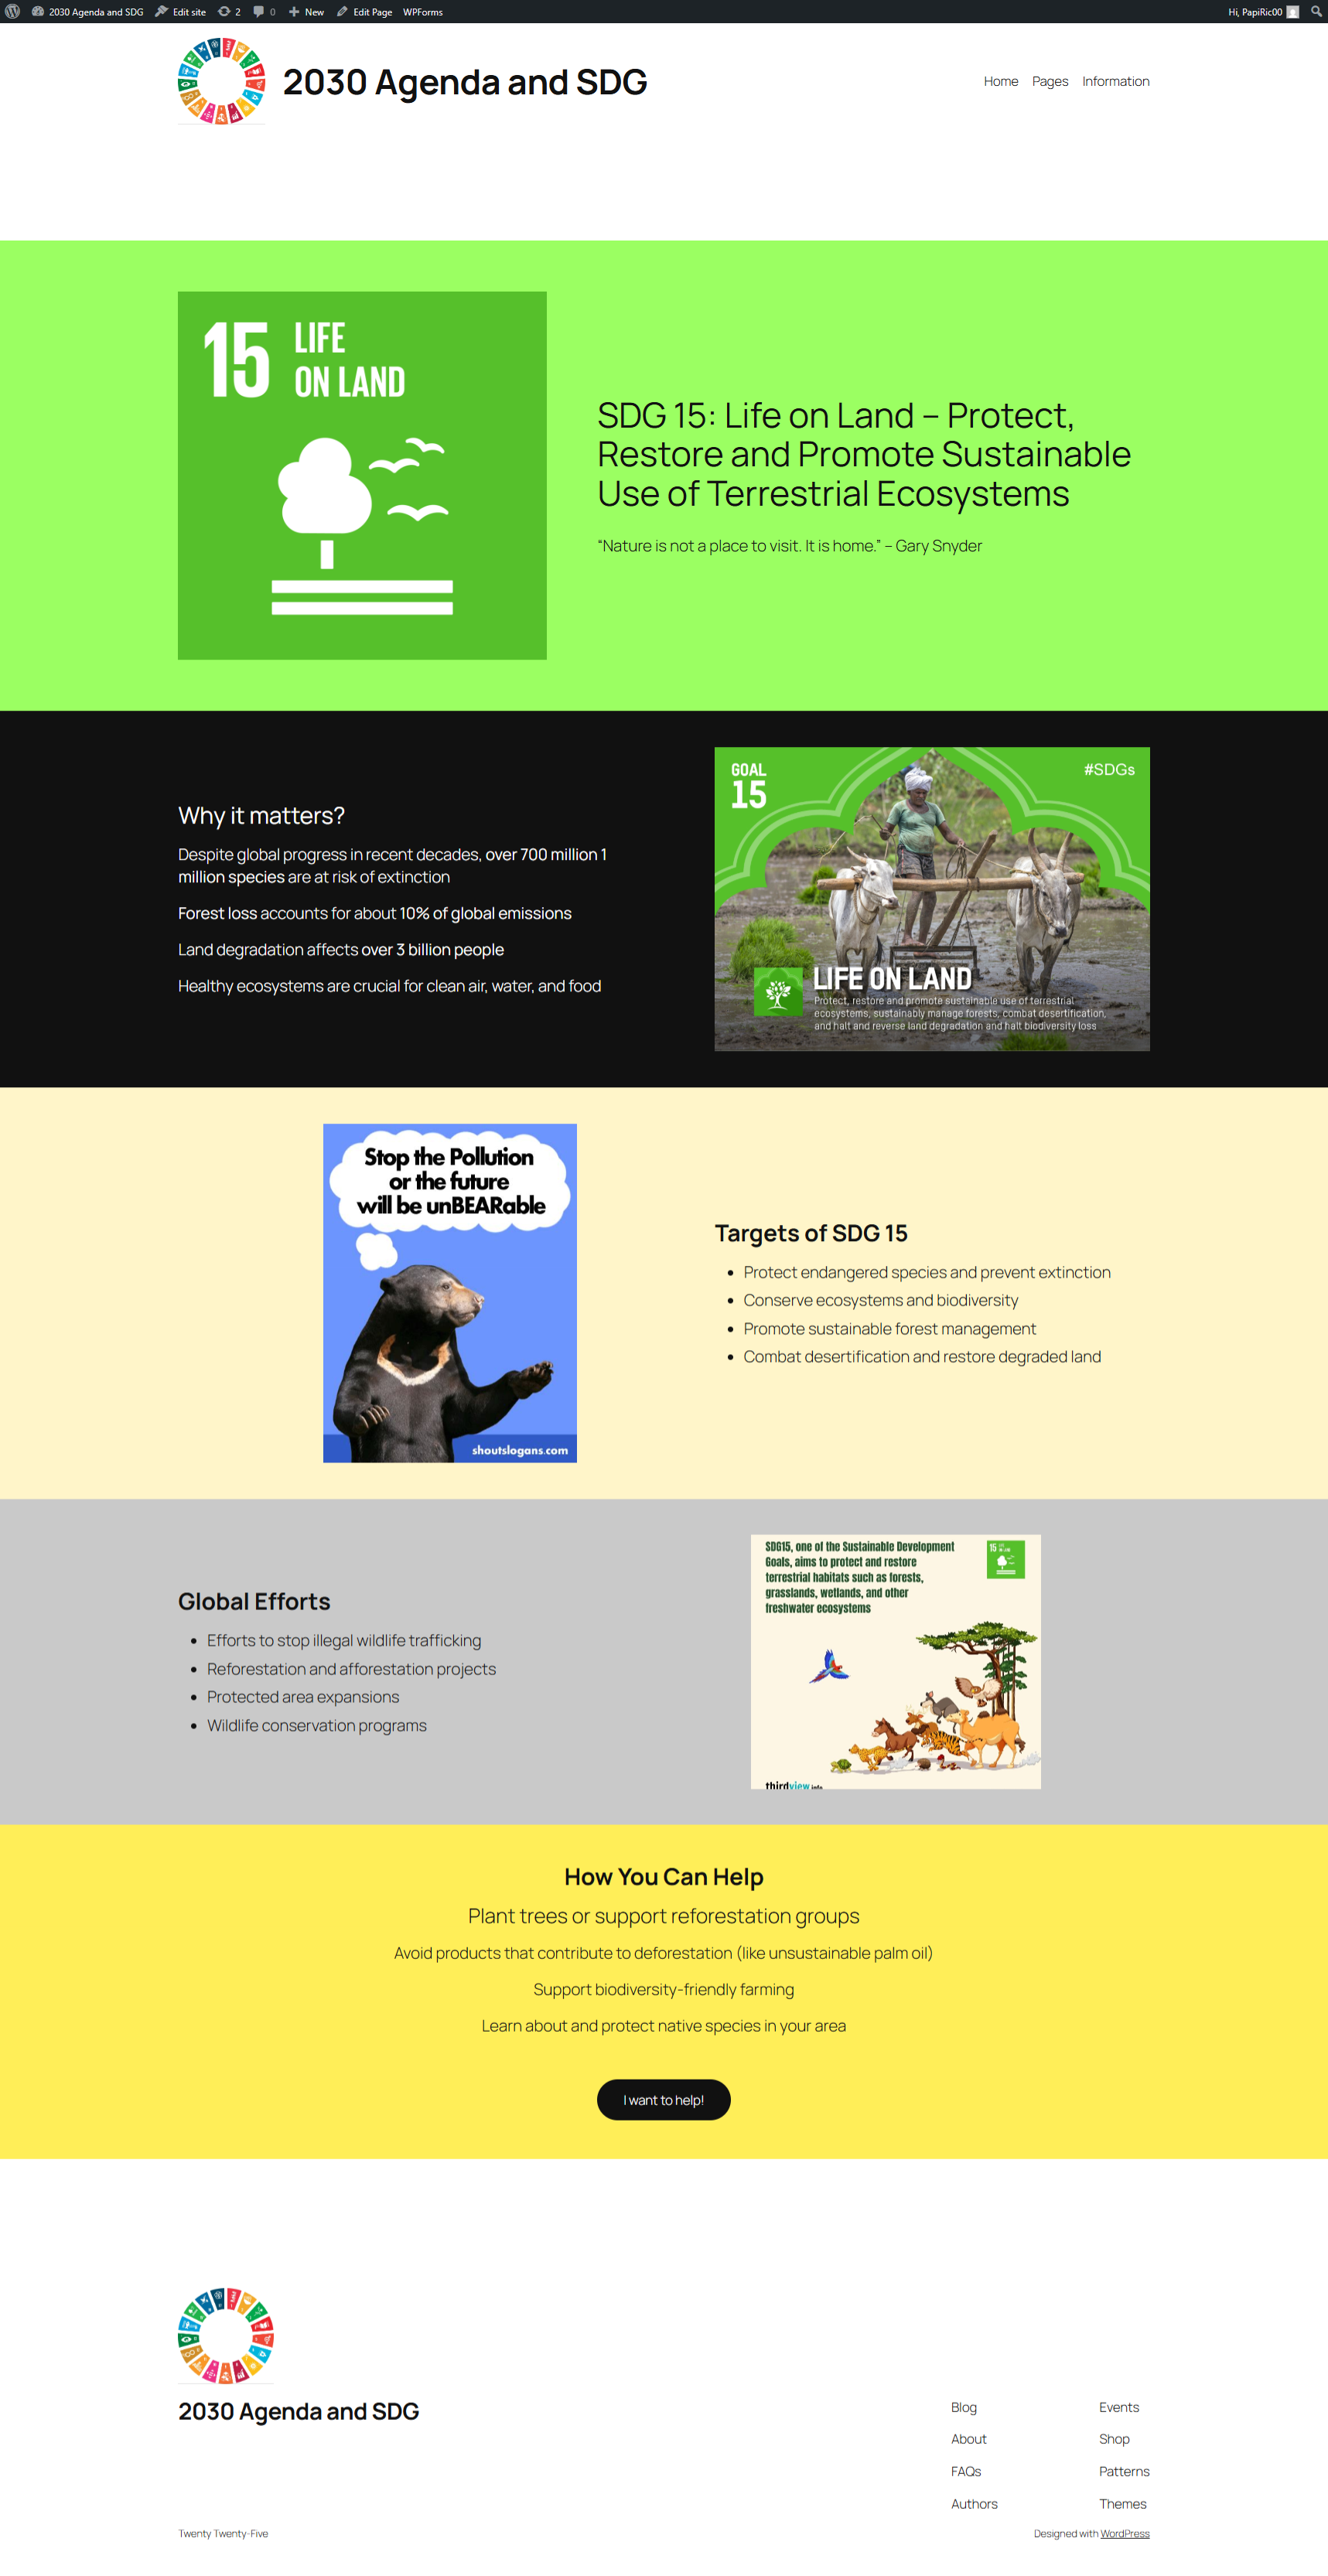 2030 Agenda and SDG Edit site 2 0 New Edit Page WPForms Hi, PapiRic00
2030 Agenda and SDG
Home Pages Information
15 LIFE
ON LAND
SDG 15: Life on Land – Protect,
Restore and Promote Sustainable
Use of Terrestrial Ecosystems
“Nature is not a place to visit. It is home.” – Gary Snyder
Why it matters?
Despite global progress in recent decades, over 700 million 1
million species are at risk of extinction
Forest loss accounts for about 10% of global emissions
Land degradation affects over 3 billion people
Healthy ecosystems are crucial for clean air, water, and food
GOAL
15
#SDGs
LIFE ON LAND
Protect, restore and promote sustainable use of terrestrial
ecosystems, sustainably manage forests, combat desertification,
and halt and reverse land degradation and halt biodiversity loss
Stop the Pollution
or the future
will be unBEARable
shoutslogans.com
Targets of SDG 15
Protect endangered species and prevent extinction
Conserve ecosystems and biodiversity
Promote sustainable forest management
Combat desertification and restore degraded land
Global Efforts
Efforts to stop illegal wildlife trafficking
Reforestation and afforestation projects
Protected area expansions
Wildlife conservation programs
SDG15, one of the Sustainable Development
Goals, aims to protect and restore
terrestrial habitats such as forests,
grasslands, wetlands, and other
freshwater ecosystems
15
thirdview.info
How You Can Help
Plant trees or support reforestation groups
Avoid products that contribute to deforestation (like unsustainable palm oil)
Support biodiversity-friendly farming
Learn about and protect native species in your area
I want to help!
2030 Agenda and SDG
Blog
About
FAQs
Authors
Events
Shop
Patterns
Themes
Twenty Twenty-Five
Designed with WordPress